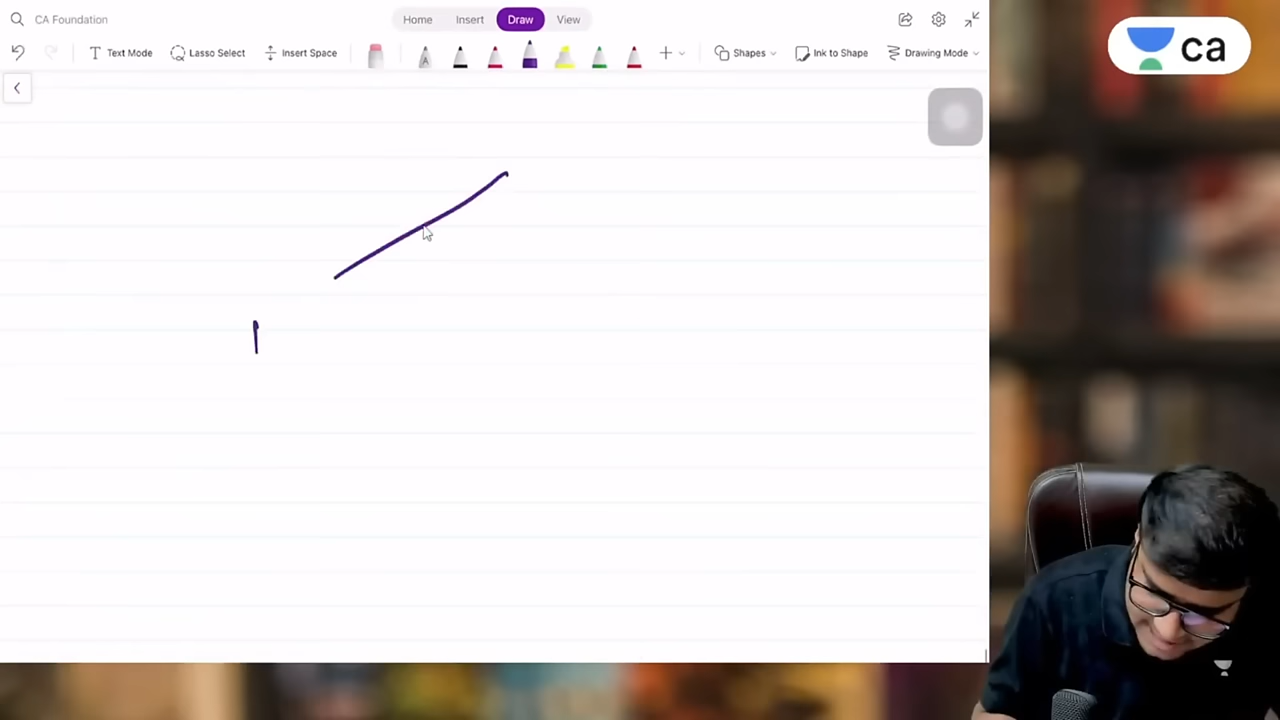 CA Foundation
Home Insert Draw View
Text Mode Lasso Select Insert Space A Shapes Ink to Shape Drawing Mode
ca